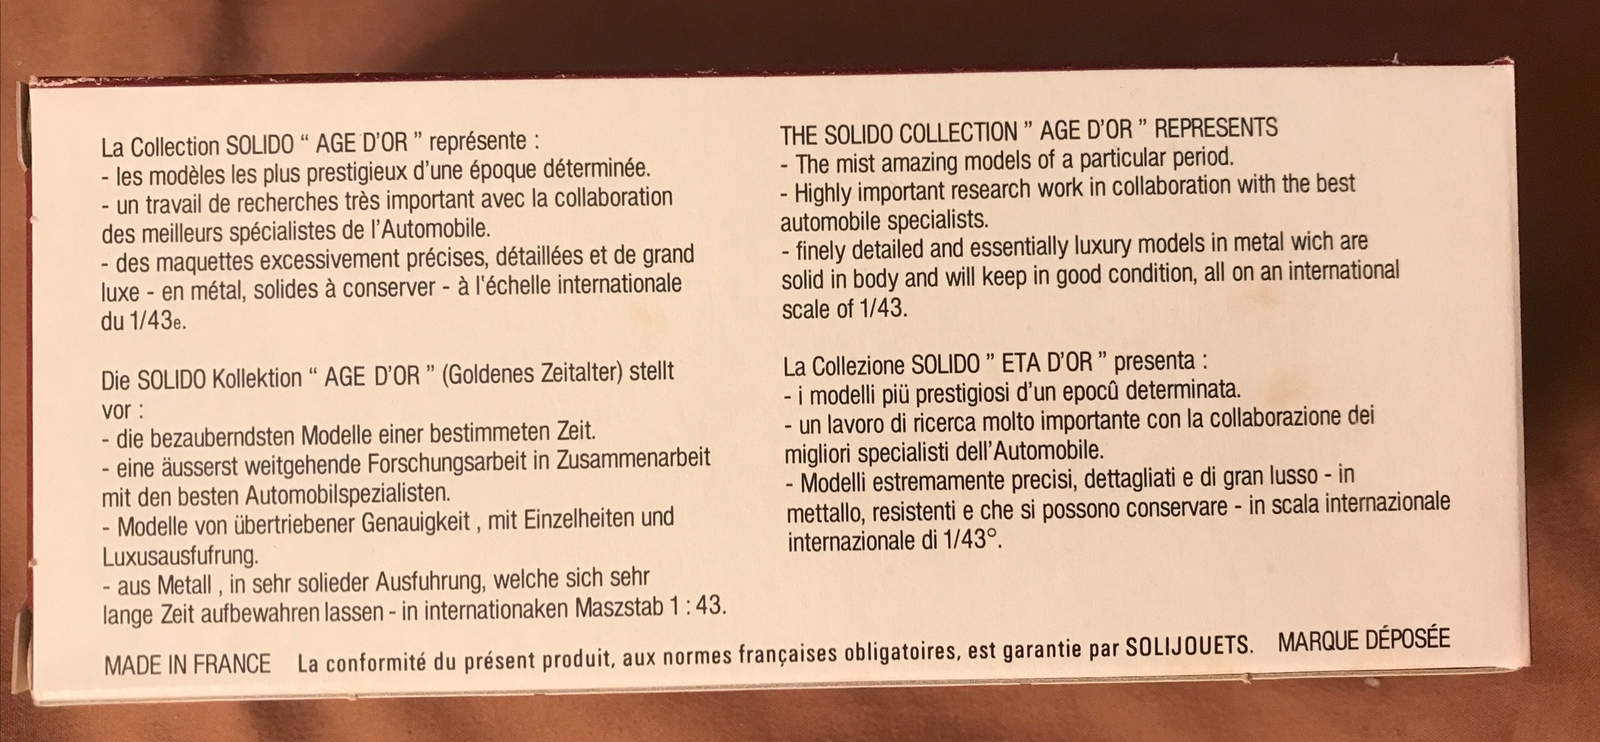 La Collection SOLIDO “ AGE D'OR ” représente :
- les modèles les plus prestigieux d'une époque déterminée.
- un travail de recherches très important avec la collaboration
des meilleurs spécialistes de l'Automobile.
- des maquettes excessivement précises, détaillées et de grand
luxe - en métal, solides à conserver - à l'échelle internationale
du 1/43e.
Die SOLIDO Kollektion “ AGE D'OR ” (Goldenes Zeitalter) stellt
vor :
- die bezauberndsten Modelle einer bestimmeten Zeit.
- eine äusserst weitgehende Forschungsarbeit in Zusammenarbeit
mit den besten Automobilspezialisten.
- Modelle von übertriebener Genauigkeit , mit Einzelheiten und
Luxusausfufrung.
- aus Metall , in sehr solieder Ausfuhrung, welche sich sehr
lange Zeit aufbewahren lassen - in internationaken Maszstab 1 : 43.
THE SOLIDO COLLECTION ” AGE D'OR ” REPRESENTS
- The mist amazing models of a particular period.
- Highly important research work in collaboration with the best
automobile specialists.
- finely detailed and essentially luxury models in metal wich are
solid in body and will keep in good condition, all on an international
scale of 1/43.
La Collezione SOLIDO ” ETA D'OR ” presenta :
- i modelli piü prestigiosi d'un epocû determinata.
- un lavoro di ricerca molto importante con la collaborazione dei
migliori specialisti dell'Automobile.
- Modelli estremamente precisi, dettagliati e di gran lusso - in
mettallo, resistenti e che si possono conservare - in scala internazionale
internazionale di 1/43°.
MADE IN FRANCE La conformité du présent produit, aux normes françaises obligatoires, est garantie par SOLIJOUETS. MARQUE DÉPOSÉE